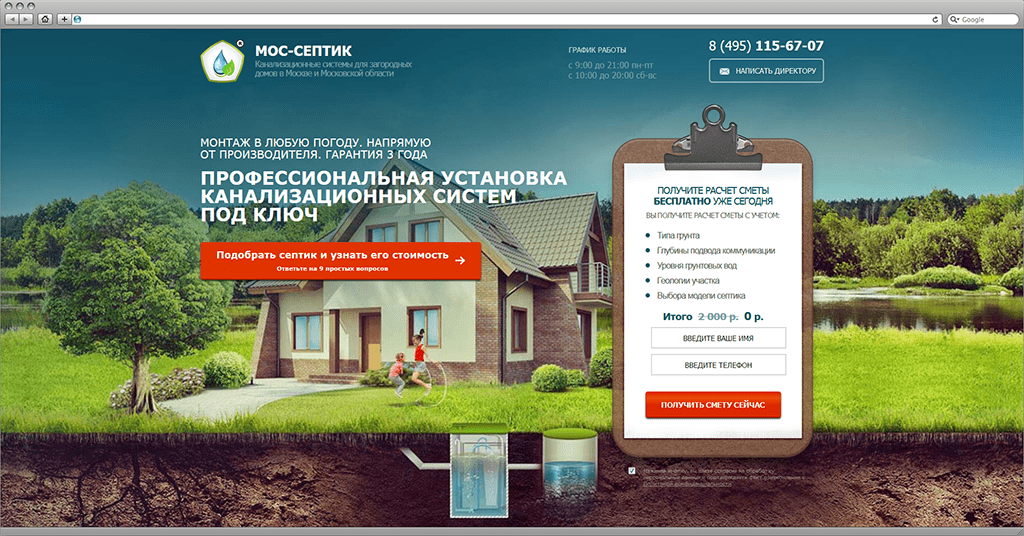 Google
МОС-СЕПТИК
Канализационные системы для загородных
домов в Москве и Московской области
ГРАФИК РАБОТЫ
с 9:00 до 21:00 пн-пт
с 10:00 до 20:00 сб-вс
8 (495) 115-67-07
НАПИСАТЬ ДИРЕКТОРУ
МОНТАЖ В ЛЮБУЮ ПОГОДУ. НАПРЯМУЮ
ОТ ПРОИЗВОДИТЕЛЯ. ГАРАНТИЯ 3 ГОДА
ПРОФЕССИОНАЛЬНАЯ УСТАНОВКА
КАНАЛИЗАЦИОННЫХ СИСТЕМ
ПОД КЛЮЧ
Подобрать септик и узнать его стоимость
Ответьте на 9 простых вопросов
ПОЛУЧИТЕ РАСЧЕТ СМЕТЫ
БЕСПЛАТНО УЖЕ СЕГОДНЯ
ВЫ ПОЛУЧИТЕ РАСЧЕТ СМЕТЫ С УЧЕТОМ:
Типа грунта
Глубины подвода коммуникации
Уровня грунтовых вод
Геологии участка
Выбора модели септика
Итого 2 000 р. 0 р.
ВВЕДИТЕ ВАШЕ ИМЯ
ВВЕДИТЕ ТЕЛЕФОН
ПОЛУЧИТЬ СМЕТУ СЕЙЧАС